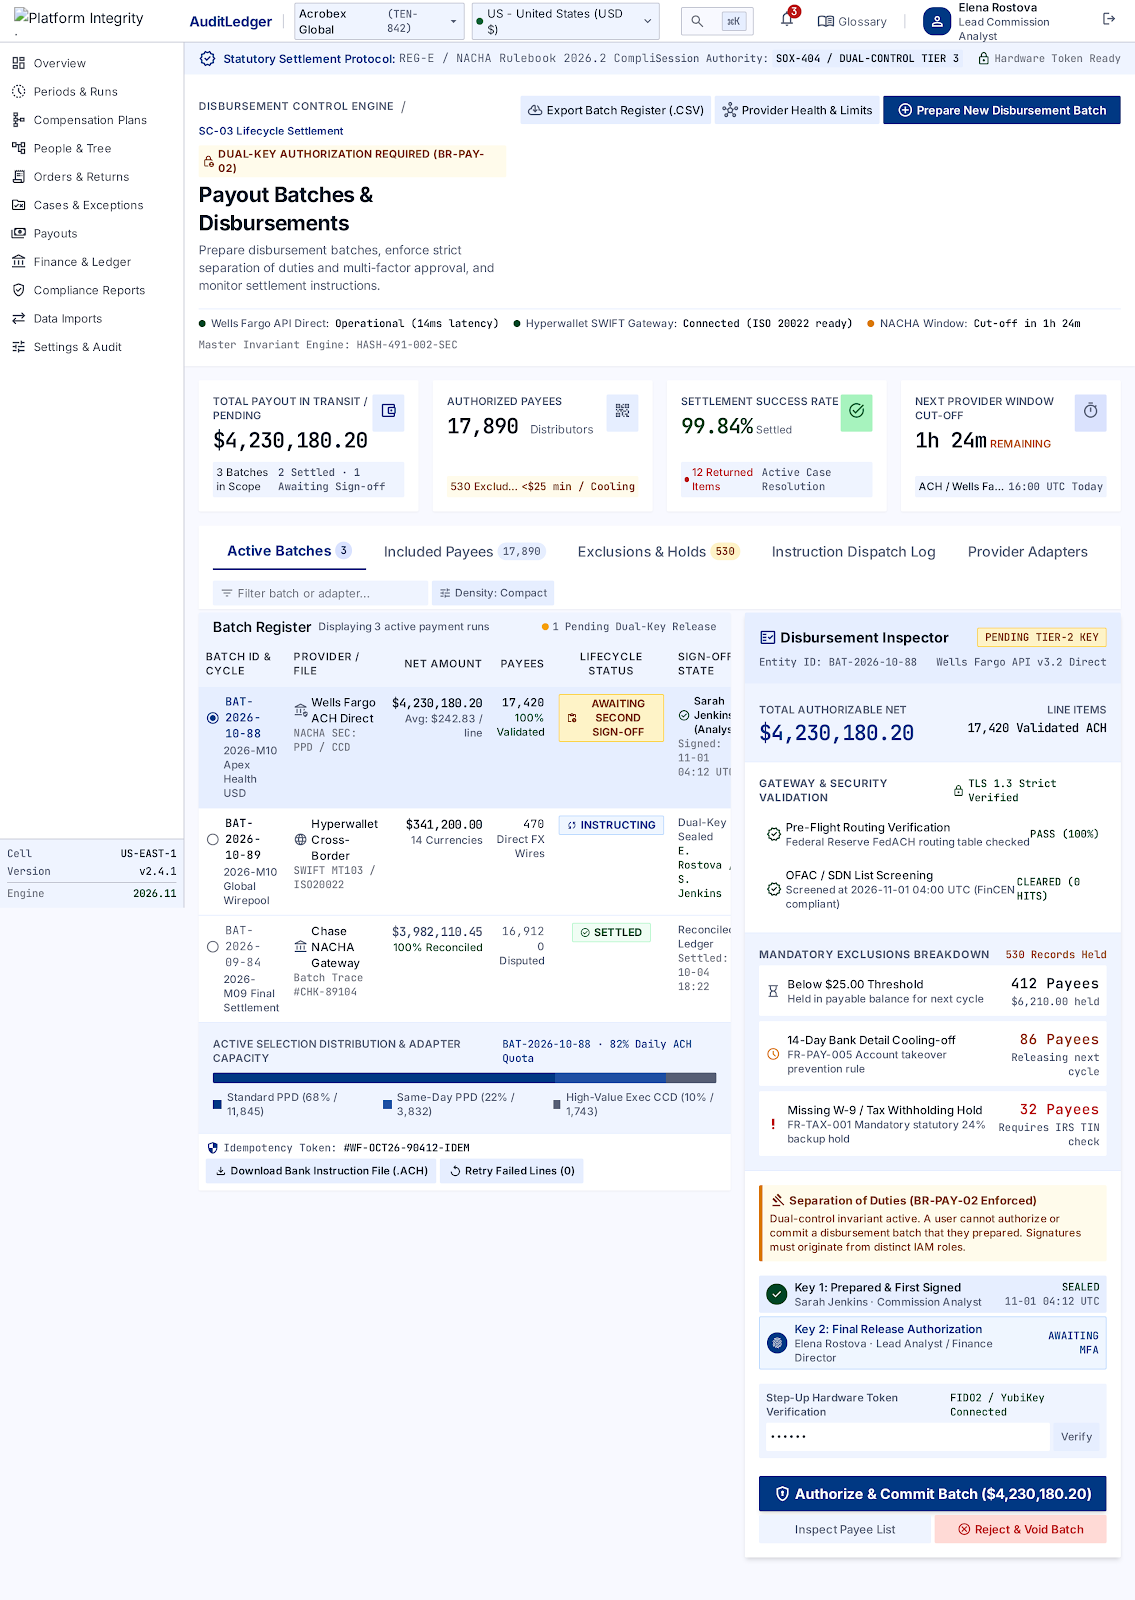 Platform Integrity
AuditLedger
Acrobex Global
(TEN-842)
US - United States (USD $)
⌘K
3
Glossary
Elena Rostova
Lead Commission Analyst
Overview
Periods & Runs
Compensation Plans
People & Tree
Orders & Returns
Cases & Exceptions
Payouts
Finance & Ledger
Compliance Reports
Data Imports
Settings & Audit
Cell US-EAST-1
Version v2.4.1
Engine 2026.11
Statutory Settlement Protocol: REG-E / NACHA Rulebook 2026.2 Compli
Session Authority: SOX-404 / DUAL-CONTROL TIER 3
Hardware Token Ready
DISBURSEMENT CONTROL ENGINE /
SC-03 Lifecycle Settlement
DUAL-KEY AUTHORIZATION REQUIRED (BR-PAY-02)
Payout Batches & Disbursements
Prepare disbursement batches, enforce strict
separation of duties and multi-factor approval, and
monitor settlement instructions.
Export Batch Register (.CSV)
Provider Health & Limits
Prepare New Disbursement Batch
Wells Fargo API Direct: Operational (14ms latency)
Hyperwallet SWIFT Gateway: Connected (ISO 20022 ready)
NACHA Window: Cut-off in 1h 24m
Master Invariant Engine: HASH-491-002-SEC
TOTAL PAYOUT IN TRANSIT / PENDING
$4,230,180.20
3 Batches in Scope
2 Settled · 1 Awaiting Sign-off
AUTHORIZED PAYEES
17,890 Distributors
530 Exclud... <$25 min / Cooling
SETTLEMENT SUCCESS RATE
99.84% Settled
12 Returned Items
Active Case Resolution
NEXT PROVIDER WINDOW CUT-OFF
1h 24m REMAINING
ACH / Wells Fa... 16:00 UTC Today
Active Batches 3
Included Payees 17,890
Exclusions & Holds 530
Instruction Dispatch Log
Provider Adapters
Filter batch or adapter...
Density: Compact
Batch Register
Displaying 3 active payment runs
1 Pending Dual-Key Release
BATCH ID & CYCLE
PROVIDER / FILE
NET AMOUNT
PAYEES
LIFECYCLE STATUS
SIGN-OFF STATE
BAT-2026-10-88
2026-M10 Apex Health USD
Wells Fargo ACH Direct
NACHA SEC: PPD / CCD
$4,230,180.20
Avg: $242.83 / line
17,420
100% Validated
AWAITING SECOND SIGN-OFF
Sarah Jenkins (Analys
Signed: 11-01 04:12 UTC
BAT-2026-10-89
2026-M10 Global Wirepool
Hyperwallet Cross-Border
SWIFT MT103 / ISO20022
$341,200.00
14 Currencies
470
Direct FX Wires
INSTRUCTING
Dual-Key Sealed
E. Rostova / S. Jenkins
BAT-2026-09-84
2026-M09 Final Settlement
Chase NACHA Gateway
Batch Trace #CHK-89104
$3,982,110.45
100% Reconciled
16,912
0 Disputed
SETTLED
Reconciled Ledger
Settled: 10-04 18:22
ACTIVE SELECTION DISTRIBUTION & ADAPTER CAPACITY
BAT-2026-10-88 · 82% Daily ACH Quota
Standard PPD (68% / 11,845)
Same-Day PPD (22% / 3,832)
High-Value Exec CCD (10% / 1,743)
Idempotency Token: #WF-OCT26-90412-IDEM
Download Bank Instruction File (.ACH)
Retry Failed Lines (0)
Disbursement Inspector
PENDING TIER-2 KEY
Entity ID: BAT-2026-10-88
Wells Fargo API v3.2 Direct
TOTAL AUTHORIZABLE NET
$4,230,180.20
LINE ITEMS
17,420 Validated ACH
GATEWAY & SECURITY VALIDATION
TLS 1.3 Strict Verified
Pre-Flight Routing Verification
Federal Reserve FedACH routing table checked
PASS (100%)
OFAC / SDN List Screening
Screened at 2026-11-01 04:00 UTC (FinCEN compliant)
CLEARED (0 HITS)
MANDATORY EXCLUSIONS BREAKDOWN
530 Records Held
Below $25.00 Threshold
Held in payable balance for next cycle
412 Payees
$6,210.00 held
14-Day Bank Detail Cooling-off
FR-PAY-005 Account takeover prevention rule
86 Payees
Releasing next cycle
Missing W-9 / Tax Withholding Hold
FR-TAX-001 Mandatory statutory 24% backup hold
32 Payees
Requires IRS TIN check
Separation of Duties (BR-PAY-02 Enforced)
Dual-control invariant active. A user cannot authorize or
commit a disbursement batch that they prepared. Signatures
must originate from distinct IAM roles.
Key 1: Prepared & First Signed
Sarah Jenkins · Commission Analyst
SEALED
11-01 04:12 UTC
Key 2: Final Release Authorization
Elena Rostova · Lead Analyst / Finance Director
AWAITING MFA
Step-Up Hardware Token Verification
FIDO2 / YubiKey Connected
••••••
Verify
Authorize & Commit Batch ($4,230,180.20)
Inspect Payee List
Reject & Void Batch